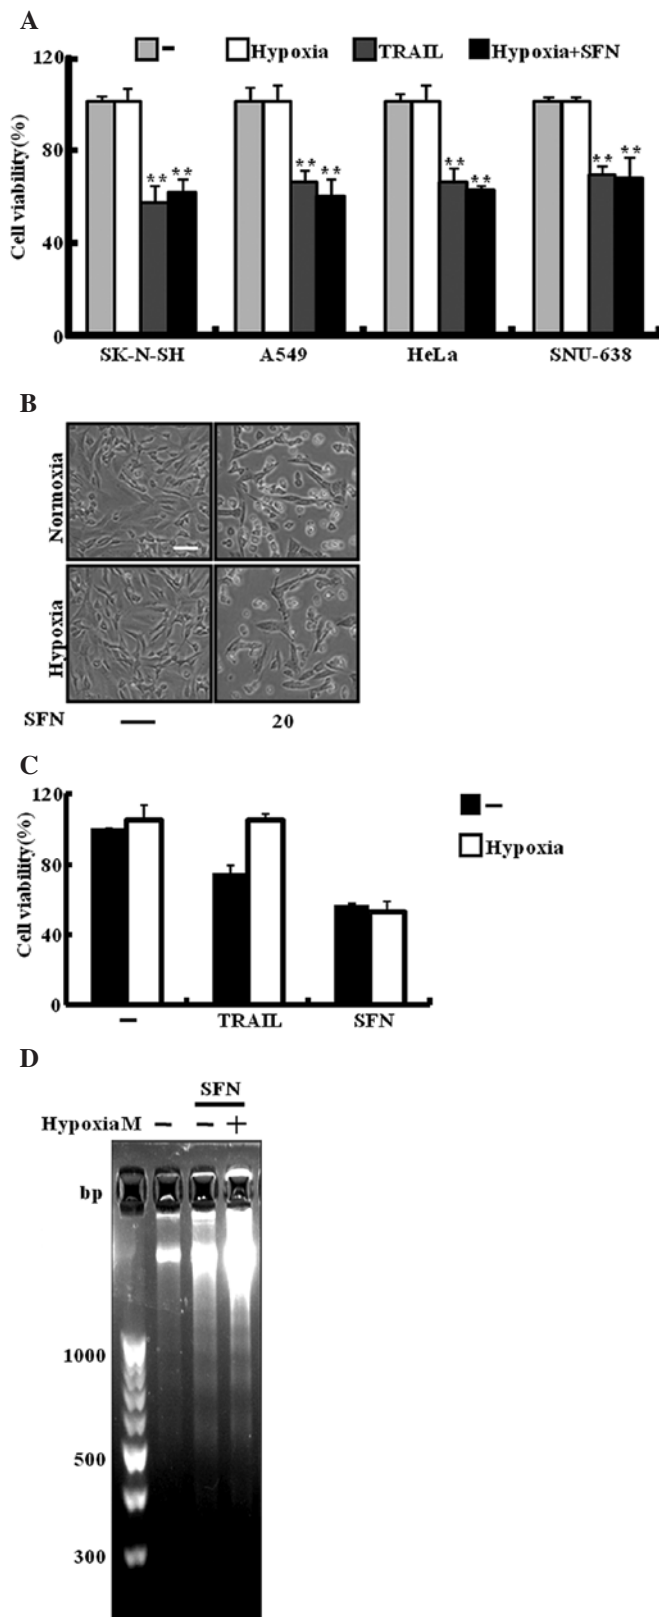 A
− Hypoxia TRAIL Hypoxia+SFN
120
80
40
0
Cell viability(%)
** ** ** ** ** ** ** **
SK-N-SH A549 HeLa SNU-638
B
Normoxia
Hypoxia
SFN — 20
C
120
80
40
0
Cell viability(%)
−
Hypoxia
− TRAIL SFN
D
SFN
Hypoxia M − − +
bp
1000
500
300